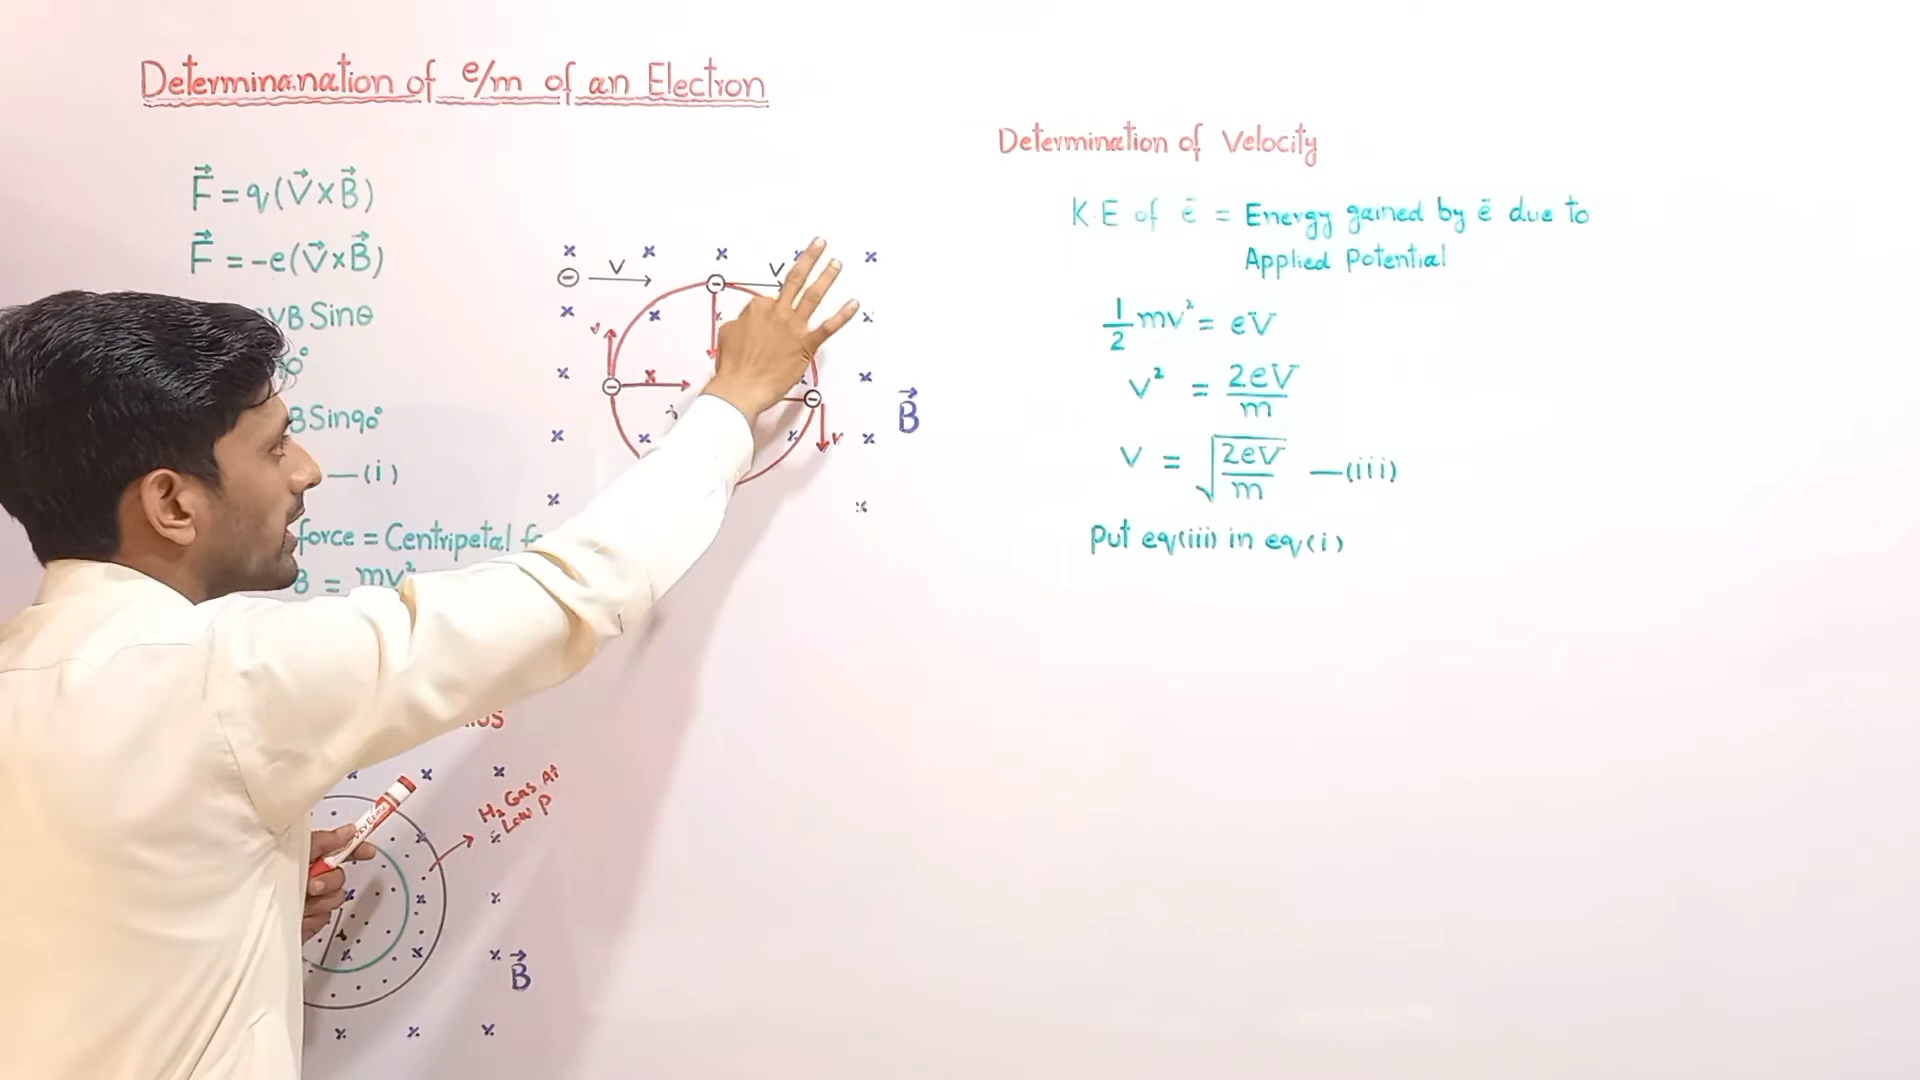 Determinanation of e/m of an Electron
F⃗ = q(V⃗×B⃗)
F⃗ = -e(V⃗×B⃗)
VB Sinθ
0°
BSin90°
—(i)
force = Centripetal
B = mv²
V
V
v
v
B⃗
H₂ Gas At
Low P
B⃗
Determination of Velocity
K.E of ē = Energy gained by ē due to
Applied Potential
1/2 mv² = eV
V² = 2eV/m
V = √(2eV/m) —(iii)
Put eq(iii) in eq(i)